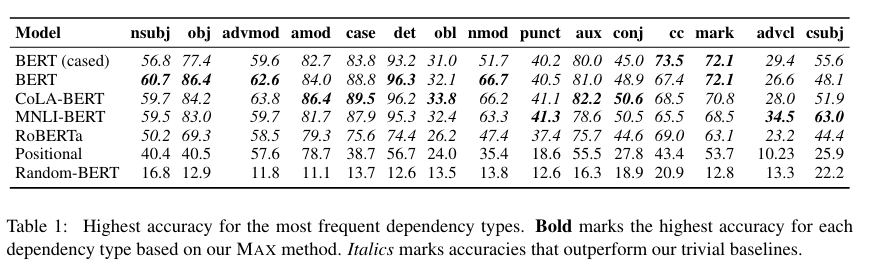 Model nsubj obj advmod amod case det obl nmod punct aux conj cc mark advcl csubj
BERT (cased) 56.8 77.4 59.6 82.7 83.8 93.2 31.0 51.7 40.2 80.0 45.0 73.5 72.1 29.4 55.6
BERT 60.7 86.4 62.6 84.0 88.8 96.3 32.1 66.7 40.5 81.0 48.9 67.4 72.1 26.6 48.1
CoLA-BERT 59.7 84.2 63.8 86.4 89.5 96.2 33.8 66.2 41.1 82.2 50.6 68.5 70.8 28.0 51.9
MNLI-BERT 59.5 83.0 59.7 81.7 87.9 95.3 32.4 63.3 41.3 78.6 50.5 65.5 68.5 34.5 63.0
RoBERTa 50.2 69.3 58.5 79.3 75.6 74.4 26.2 47.4 37.4 75.7 44.6 69.0 63.1 23.2 44.4
Positional 40.4 40.5 57.6 78.7 38.7 56.7 24.0 35.4 18.6 55.5 27.8 43.4 53.7 10.23 25.9
Random-BERT 16.8 12.9 11.8 11.1 13.7 12.6 13.5 13.8 12.6 16.3 18.9 20.9 12.8 13.3 22.2
Table 1: Highest accuracy for the most frequent dependency types. Bold marks the highest accuracy for each
dependency type based on our MAX method. Italics marks accuracies that outperform our trivial baselines.